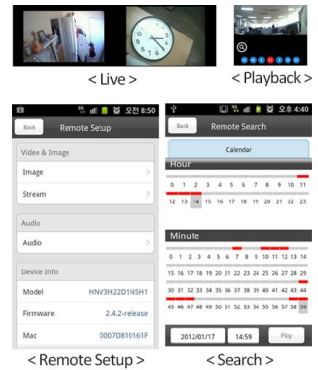 < Live >
< Playback >
오전 8:50
Back Remote Setup
Video & Image
Image
Stream
Audio
Audio
Device Info
Model HNV3H22D1NSH1
Firmware 2.4.2-release
Mac 0007D810161F
< Remote Setup >
오후 4:40
Back Remote Search
Calendar
Hour
0 1 2 3 4 5 6 7 8 9 10 11
12 13 14 15 16 17 18 19 20 21 22 23
Minute
0 1 2 3 4 5 6 7 8 9 10 11 12 13 14
15 16 17 18 19 20 21 22 23 24 25 26 27 28 29
30 31 32 33 34 35 36 37 38 39 40 41 42 43 44
45 46 47 48 49 50 51 52 53 54 55 56 57 58 59
2012/01/17 14:59 Play
< Search >